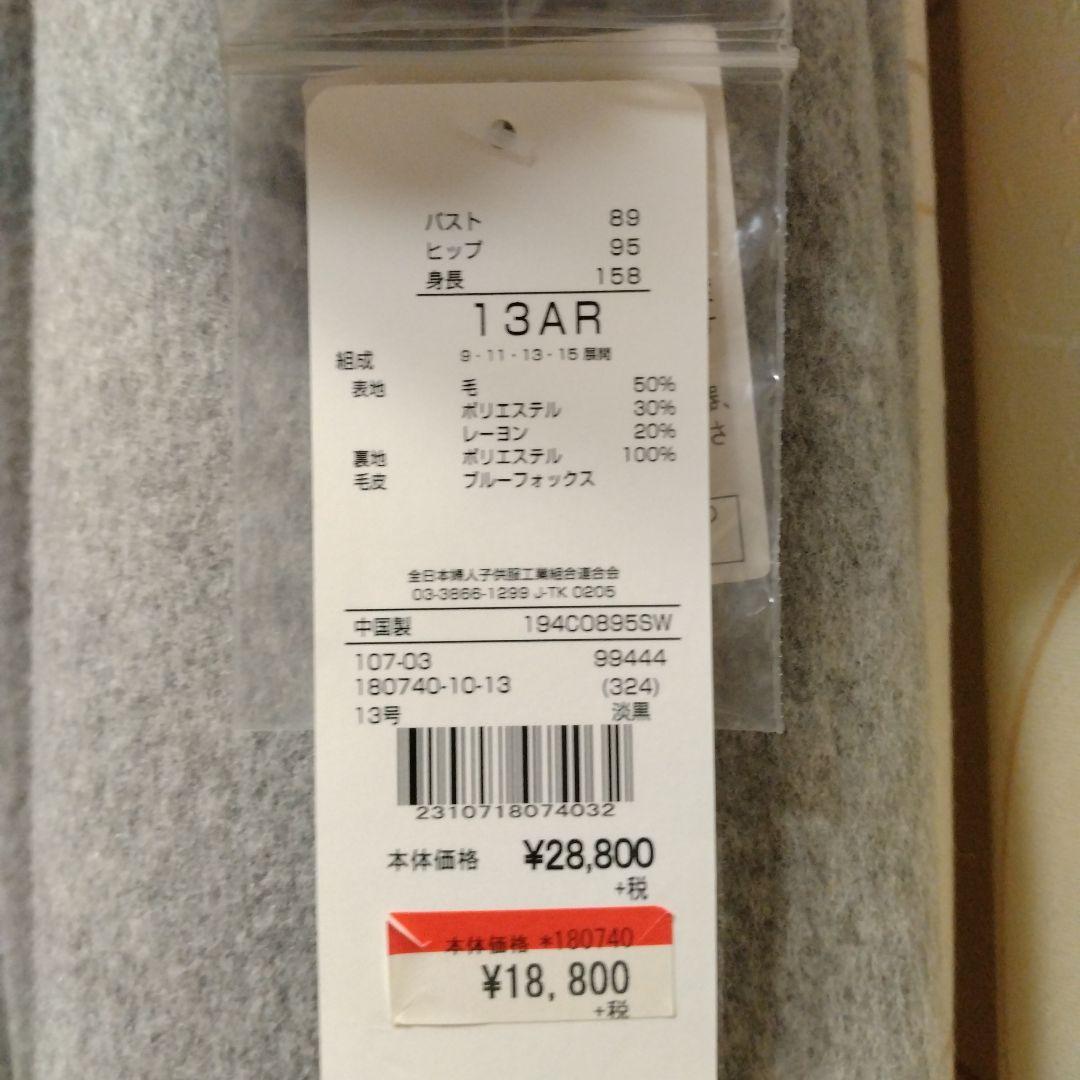 バスト 89
ヒップ 95
身長 158
13AR
9-11-13-15 展開
組成
表地 毛 50%
ポリエステル 30%
レーヨン 20%
裏地 ポリエステル 100%
毛皮 ブルーフォックス
全日本婦人子供服工業組合連合会
03-3866-1299 J-TK 0205
中国製 194C0895SW
107-03 99444
180740-10-13 (324)
13号 淡黒
2310718074032
本体価格 ¥28,800
+税
本体価格 *180740
¥18,800
+税